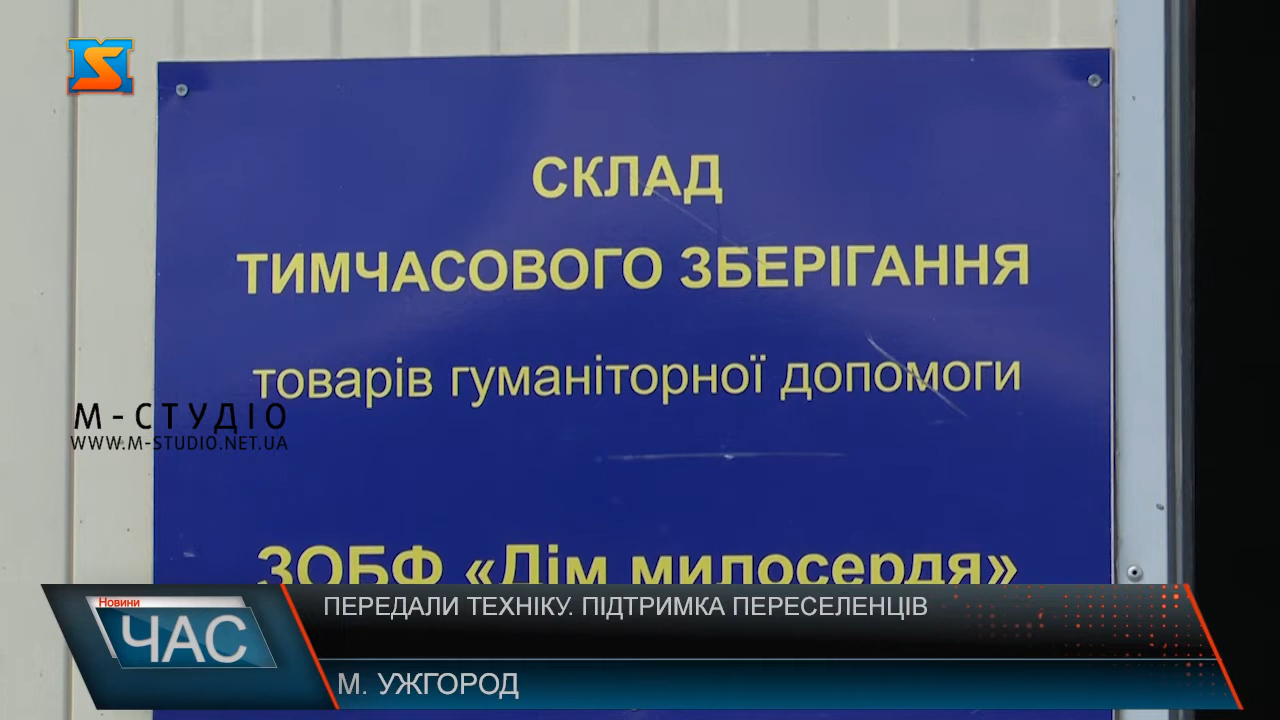 СКЛАД
ТИМЧАСОВОГО ЗБЕРІГАННЯ
товарів гуманіторної допомоги
М-СТУДІО
WWW.M-STUDIO.NET.UA
ЗОБФ «Дім милосердя»
Новини
ЧАС
ПЕРЕДАЛИ ТЕХНІКУ. ПІДТРИМКА ПЕРЕСЕЛЕНЦІВ
М. УЖГОРОД